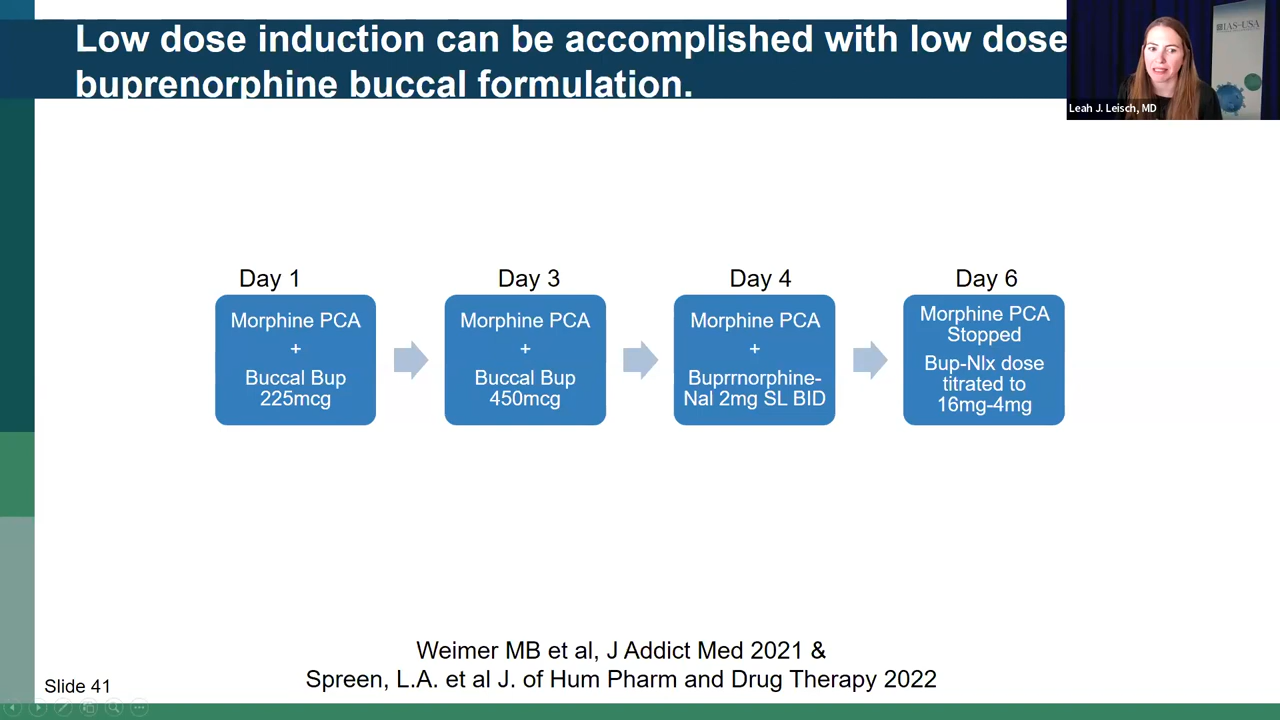 Low dose induction can be accomplished with low dose
buprenorphine buccal formulation.
IAS-USA
Leah J. Leisch, MD
Day 1
Morphine PCA
+
Buccal Bup
225mcg
Day 3
Morphine PCA
+
Buccal Bup
450mcg
Day 4
Morphine PCA
+
Buprrnorphine-
Nal 2mg SL BID
Day 6
Morphine PCA
Stopped
Bup-Nlx dose
titrated to
16mg-4mg
Weimer MB et al, J Addict Med 2021 &
Spreen, L.A. et al J. of Hum Pharm and Drug Therapy 2022
Slide 41